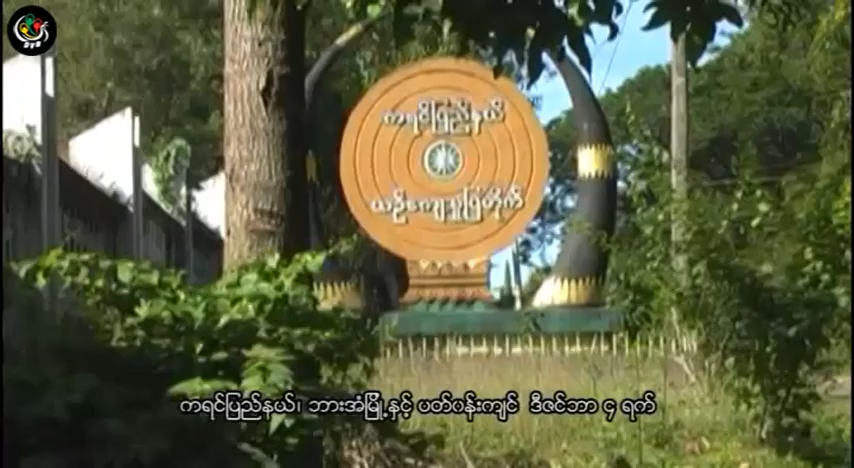 ကရင်ပြည်နယ်
ယဉ်ကျေးမှုပြတိုက်
ကရင်ပြည်နယ်၊ ဘားအံမြို့နှင့် ပတ်ဝန်းကျင် ဒီဇင်ဘာ ၄ ရက်